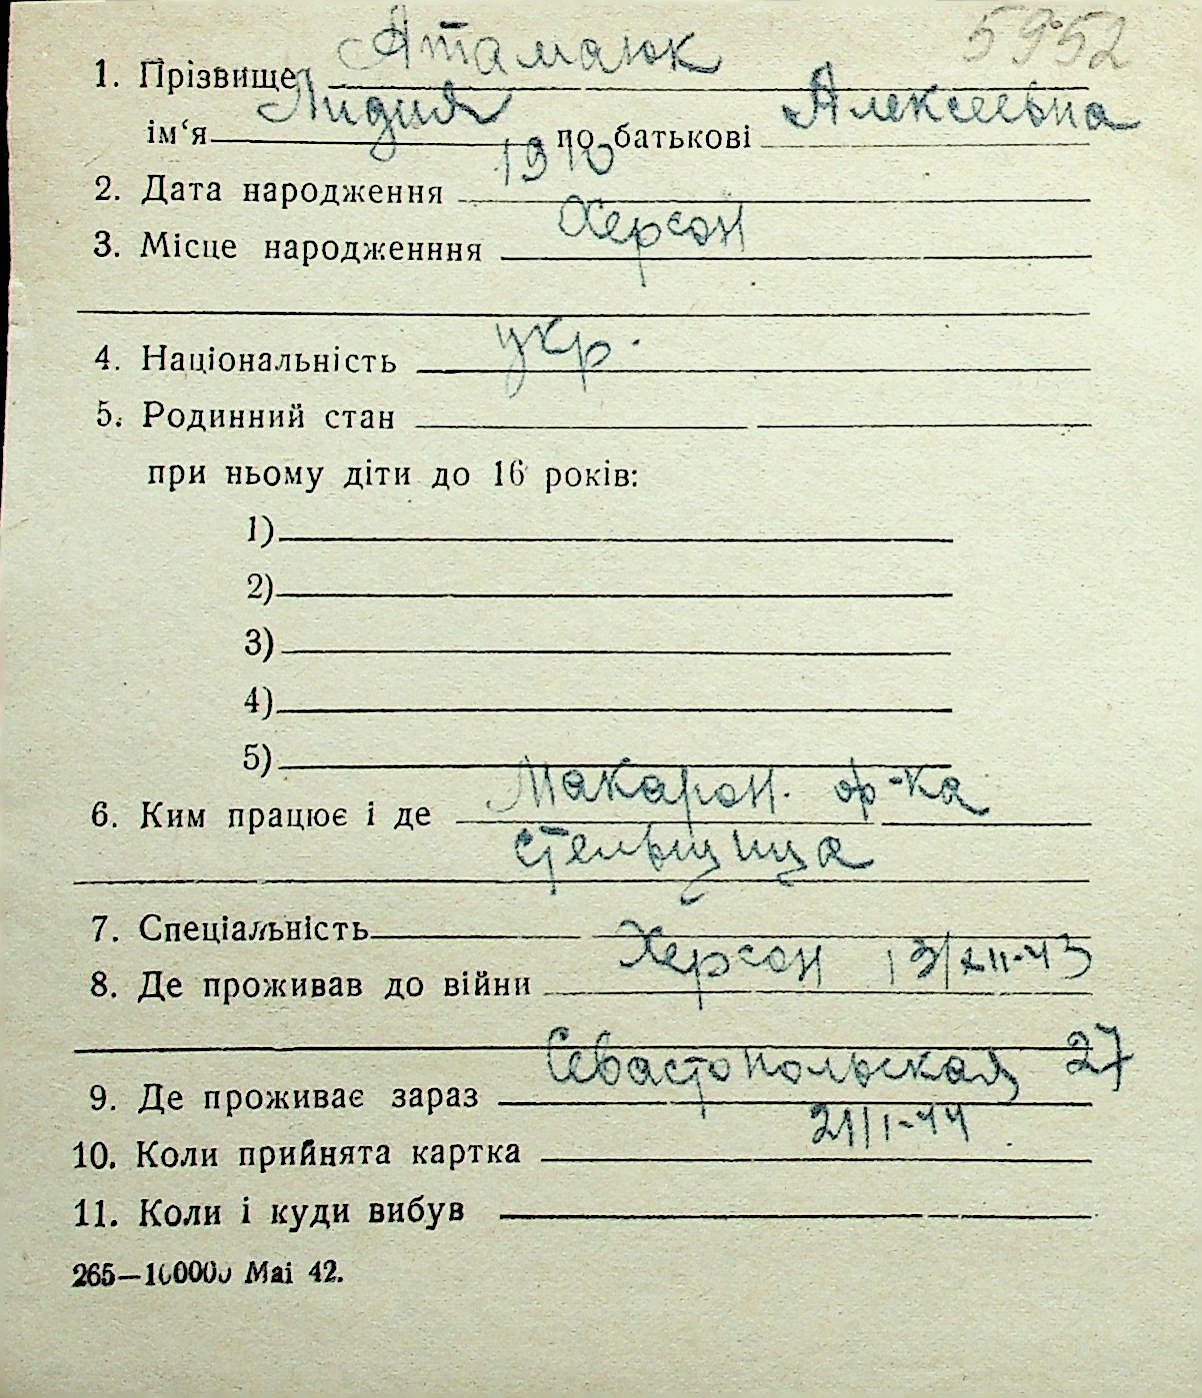 5952
1. Прізвище Атаманюк
ім‘я Лидия по батькові Алексеевна
2. Дата народження 1910
3. Місце народженння Херсон
4. Національність укр.
5. Родинний стан
при ньому діти до 16 років:
1)
2)
3)
4)
5)
6. Ким працює і де Макарон. ф-ка
стельщица
7. Спеціальність
8. Де проживав до війни Херсон 13/XII-43
9. Де проживає зараз Севастопольская 27
10. Коли прийнята картка 21/I-44
11. Коли і куди вибув
265—100000 Mai 42.